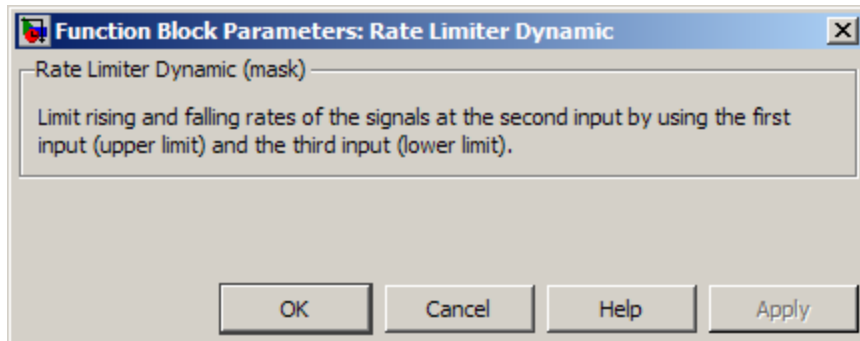 Function Block Parameters: Rate Limiter Dynamic
Rate Limiter Dynamic (mask)
Limit rising and falling rates of the signals at the second input by using the first
input (upper limit) and the third input (lower limit).
OK Cancel Help Apply